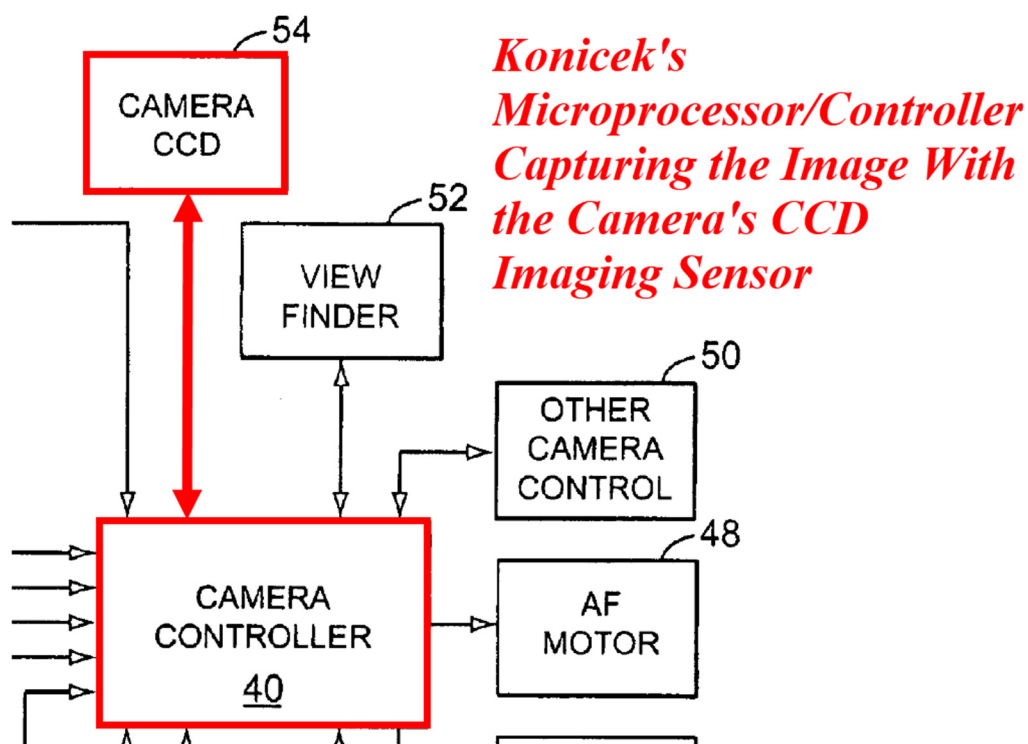 54
CAMERA
CCD
Konicek's
Microprocessor/Controller
Capturing the Image With
the Camera's CCD
Imaging Sensor
52
VIEW
FINDER
50
OTHER
CAMERA
CONTROL
48
AF
MOTOR
CAMERA
CONTROLLER
40